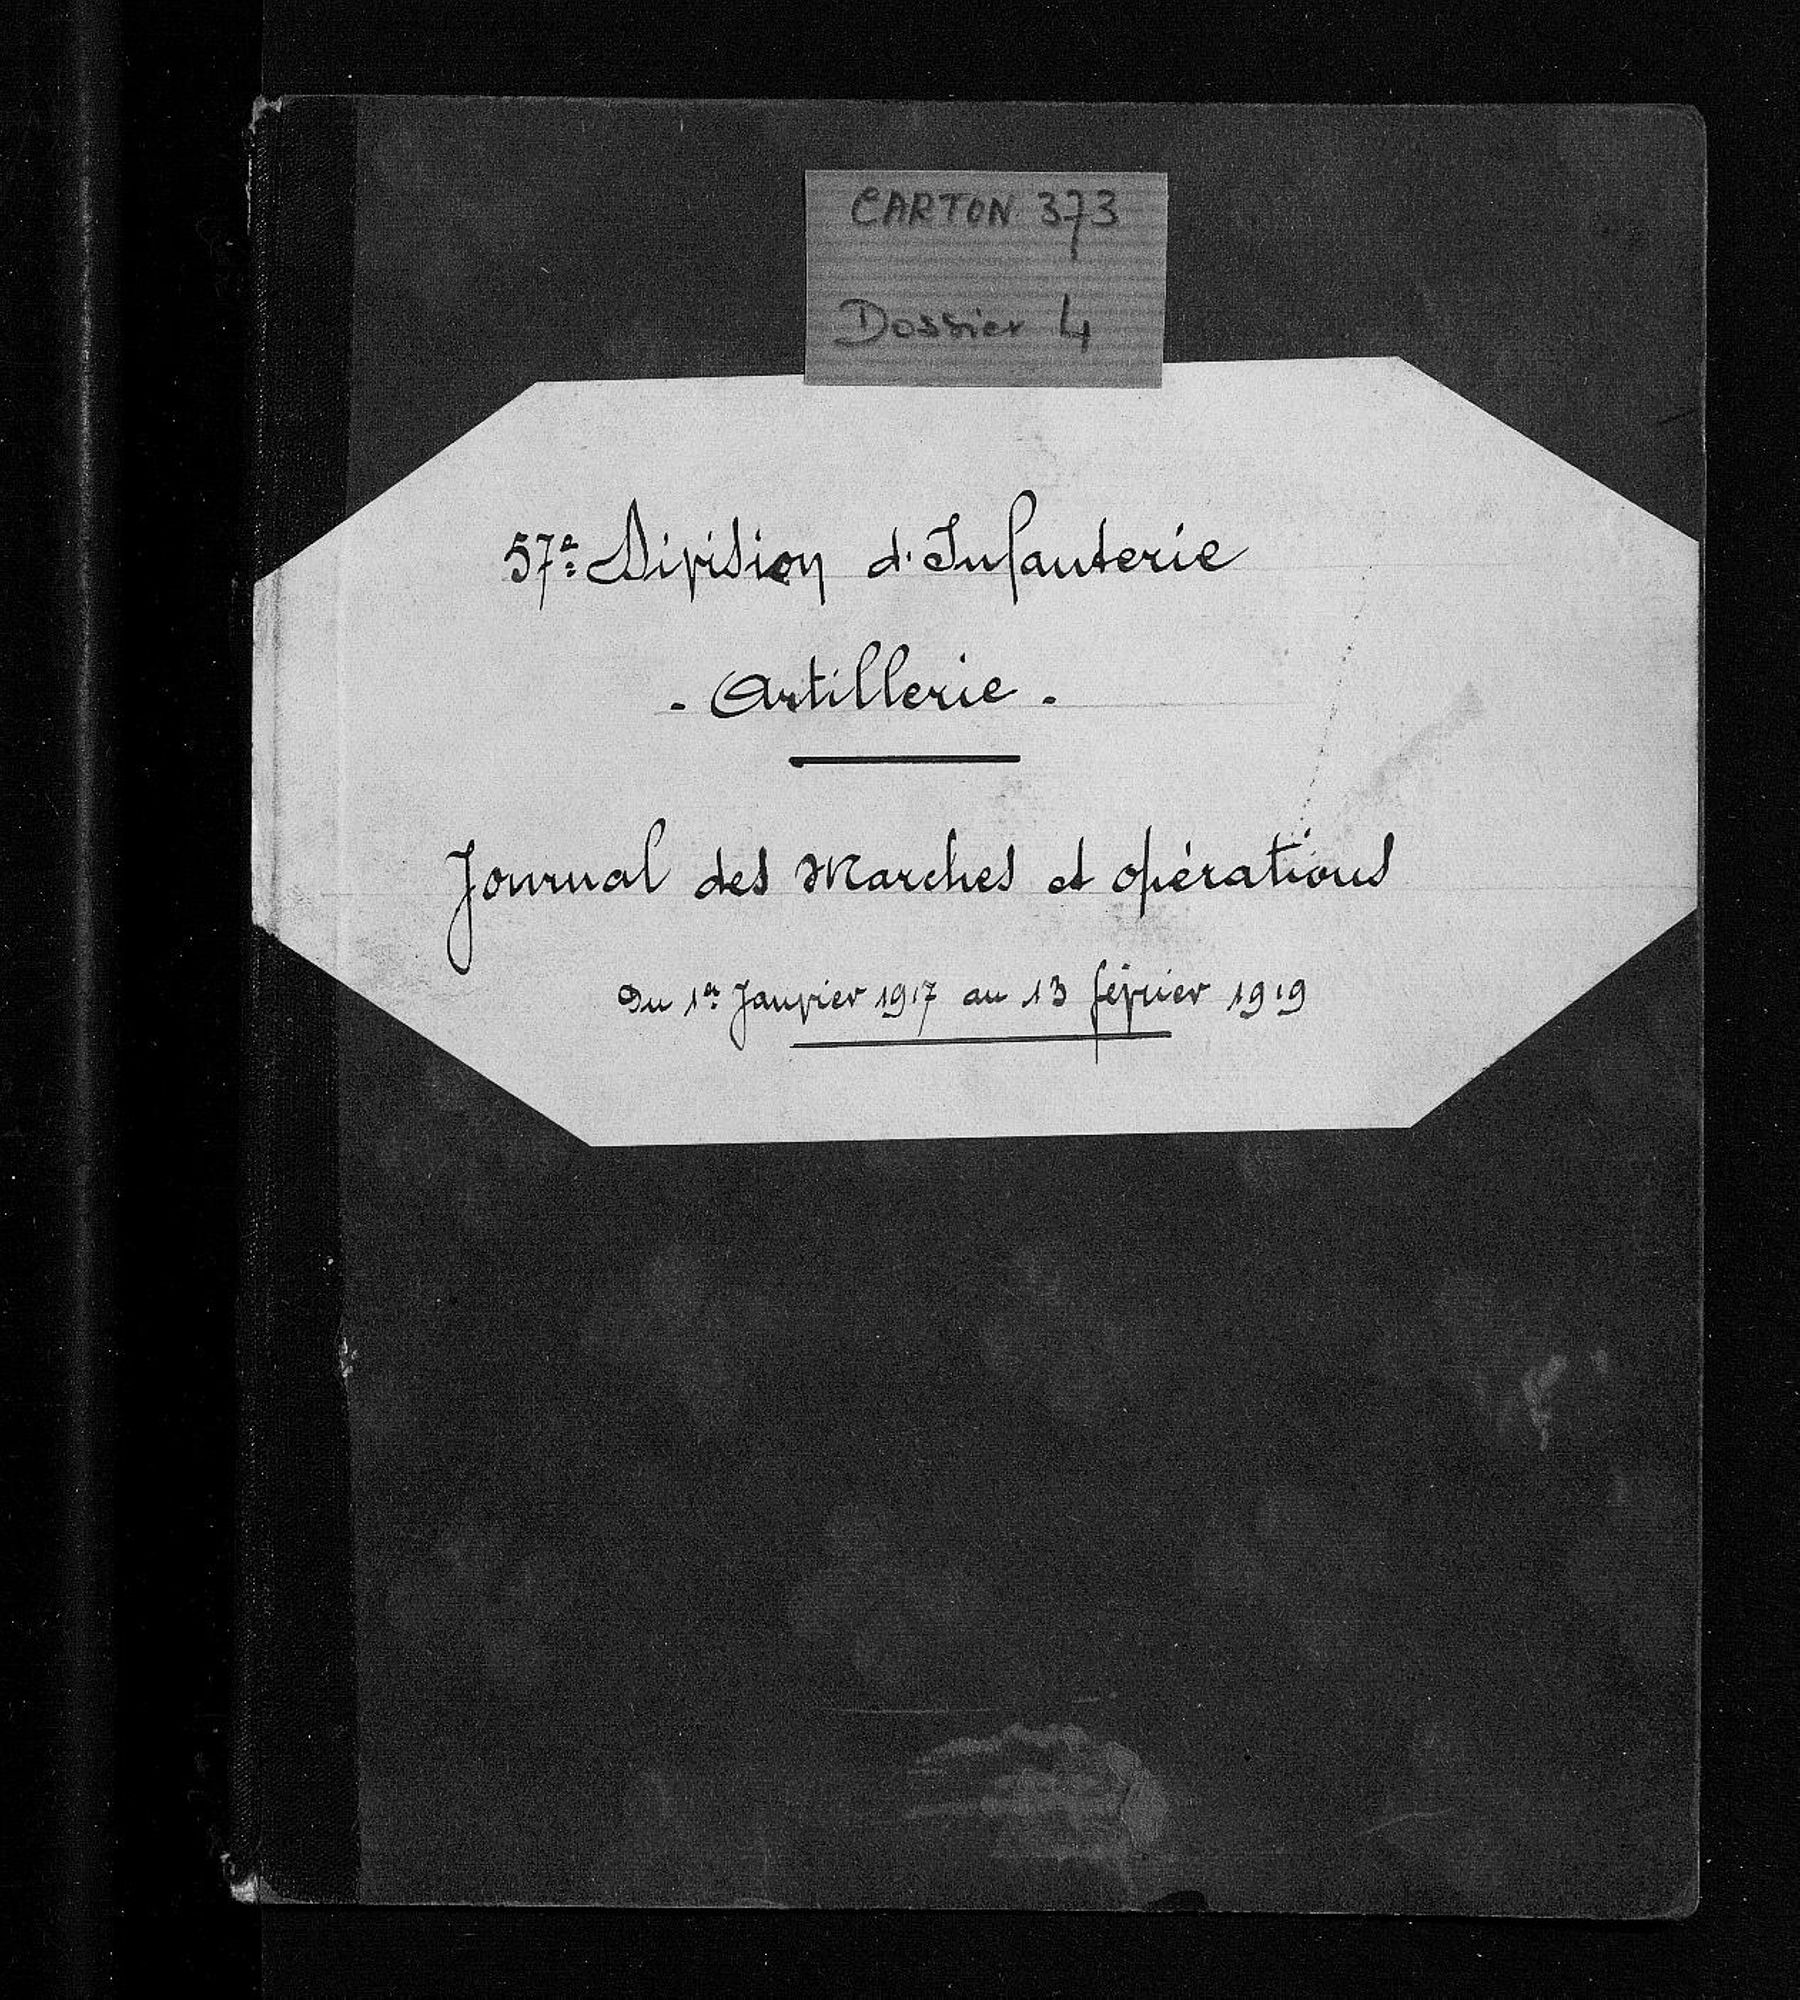 CARTON 373
Dossier 4
57e Division d'Infanterie
- Artillerie -
Journal des Marches et opérations
Du 1er Janvier 1917 au 13 février 1919